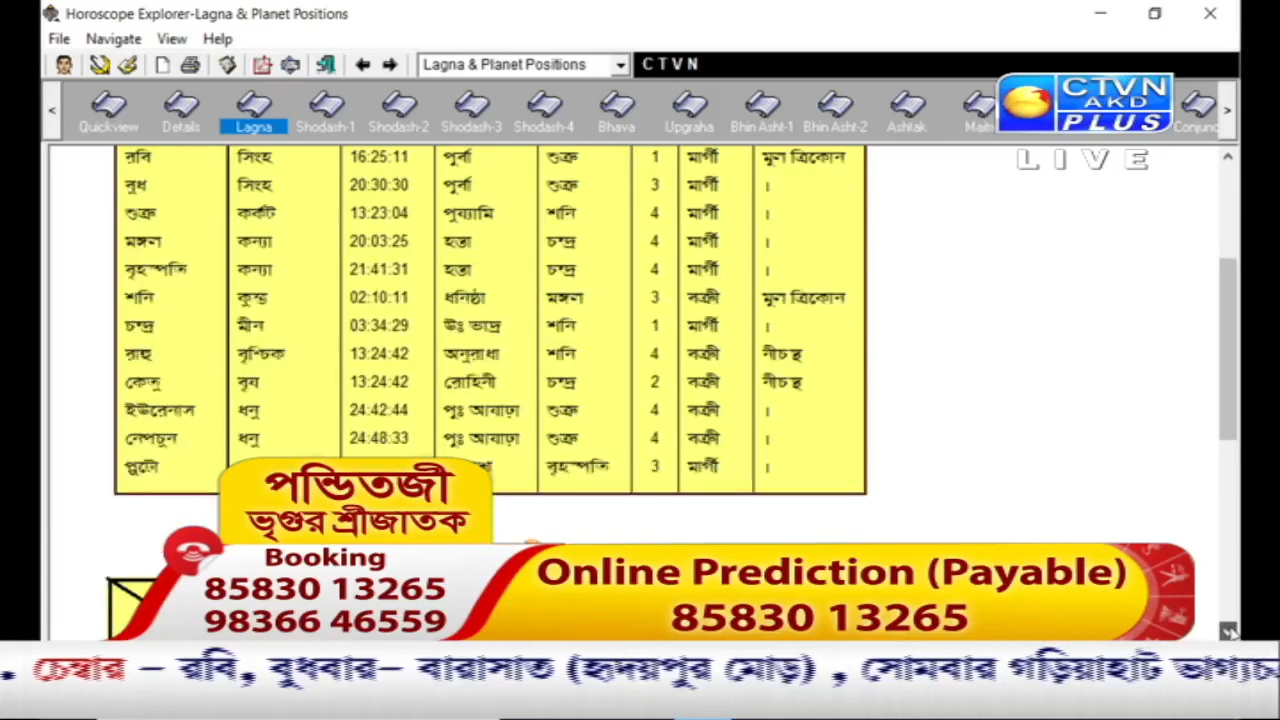 Horoscope Explorer-Lagna & Planet Positions
File Navigate View Help
Lagna & Planet Positions CTVN
Quickview Details Lagna Shodash-1 Shodash-2 Shodash-3 Shodash-4 Bhava Upgraha Bhin Asht-1 Bhin Asht-2 Ashtak
CTVN
AKD
PLUS
LIVE
রবি সিংহ 16:25:11 পূর্বা শুক্র 1 মার্গী মূল ত্রিকোন
বুধ সিংহ 20:30:30 পূর্বা শুক্র 3 মার্গী ।
শুক্র কর্কট 13:23:04 পুয্যামি শনি 4 মার্গী ।
মঙ্গল কন্যা 20:03:25 হস্তা চন্দ্র 4 মার্গী ।
বৃহস্পতি কন্যা 21:41:31 হস্তা চন্দ্র 4 মার্গী ।
শনি কুম্ভ 02:10:11 ধনিষ্ঠা মঙ্গল 3 বক্রী মূল ত্রিকোন
চন্দ্র মীন 03:34:29 উঃ ভাদ্র শনি 1 মার্গী ।
রাহু বৃশ্চিক 13:24:42 অনুরাধা শনি 4 বক্রী নীচস্থ
কেতু বৃষ 13:24:42 রোহিনী চন্দ্র 2 বক্রী নীচস্থ
ইউরেনাস ধনু 24:42:44 পুঃ আষাঢ়া শুক্র 4 বক্রী ।
নেপচুন ধনু 24:48:33 পুঃ আষাঢ়া শুক্র 4 বক্রী ।
প্লুটো বৃহস্পতি 3 মার্গী ।
পন্ডিতজী
ভৃগুর শ্রীজাতক
Booking
85830 13265
98366 46559
Online Prediction (Payable)
85830 13265
. চেম্বার – রবি, বুধবার– বারাসাত (হৃদয়পুর মোড়) , সোমবার গড়িয়াহাট